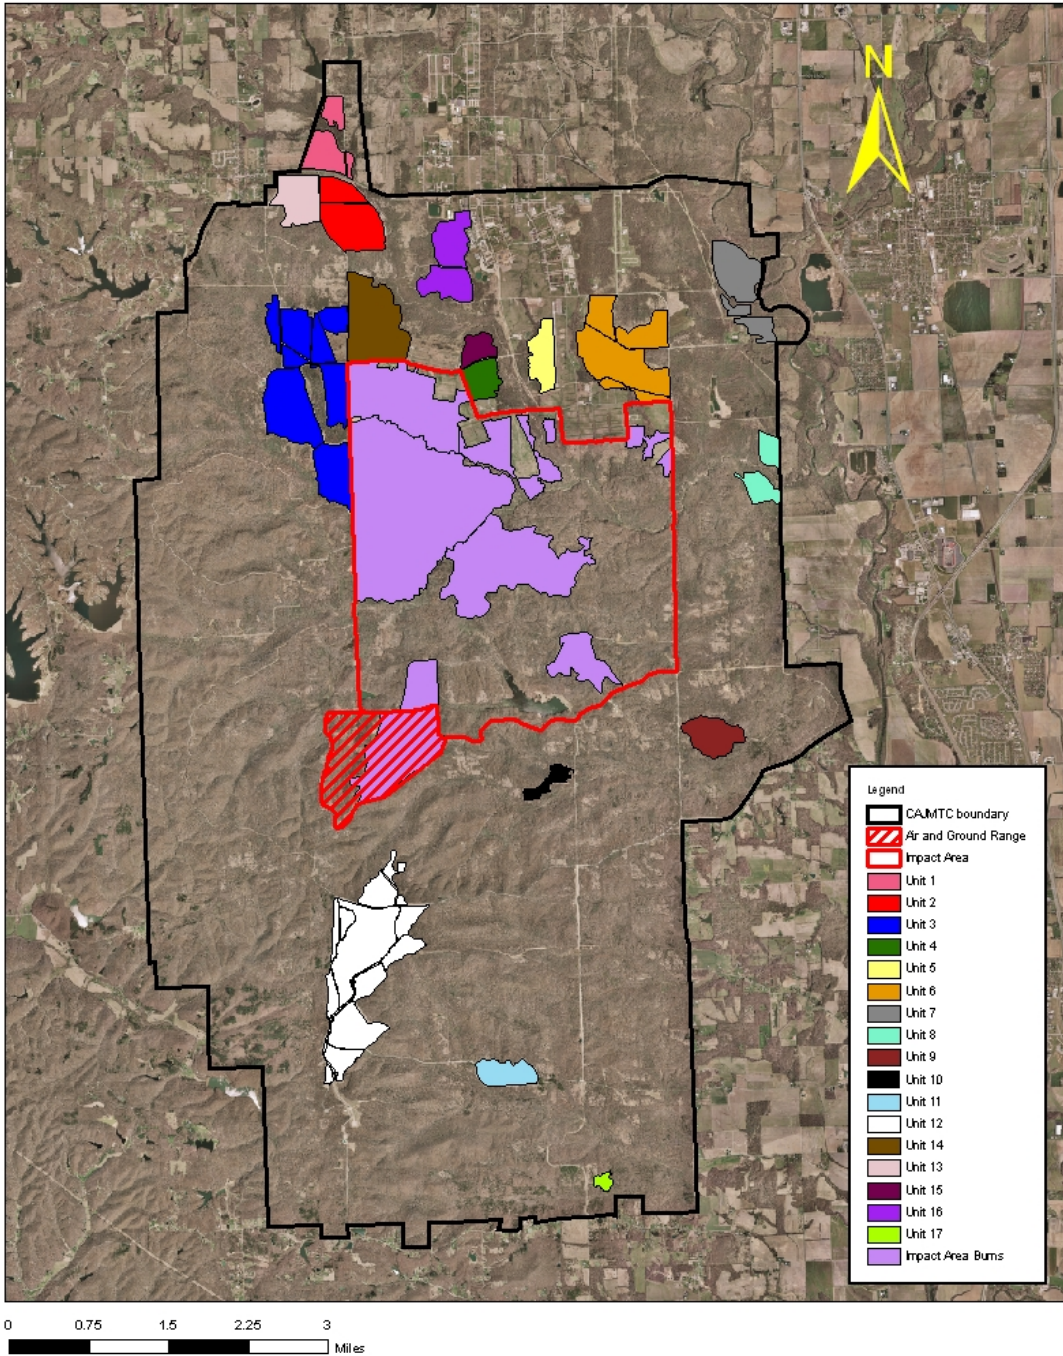 N
Legend
CAJMTC boundary
Air and Ground Range
Impact Area
Unit 1
Unit 2
Unit 3
Unit 4
Unit 5
Unit 6
Unit 7
Unit 8
Unit 9
Unit 10
Unit 11
Unit 12
Unit 14
Unit 13
Unit 15
Unit 16
Unit 17
Impact Area Burns
0 0.75 1.5 2.25 3
Miles